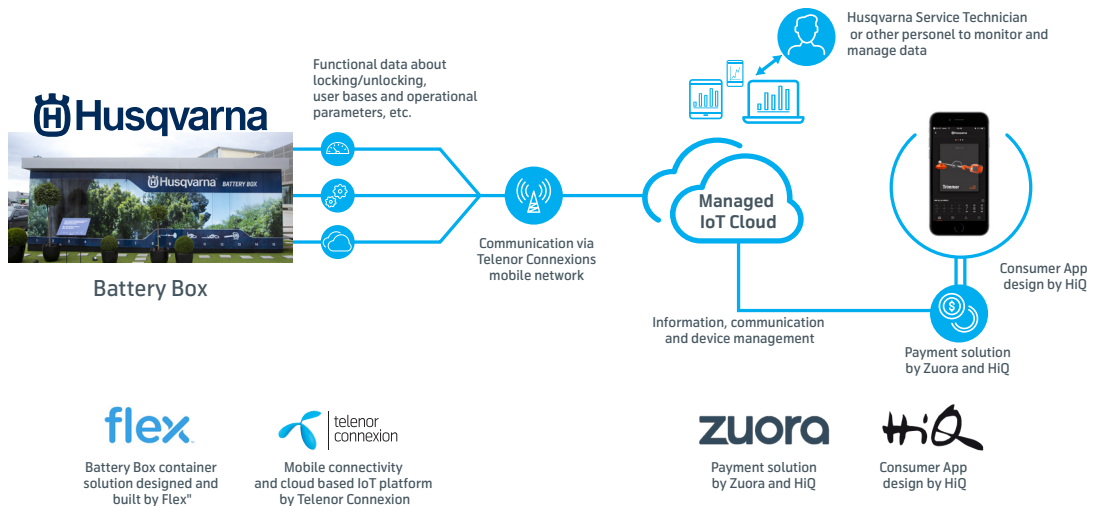 Husqvarna Service Technician
or other personel to monitor and
manage data
Functional data about
locking/unlocking,
user bases and operational
parameters, etc.
Husqvarna
Husqvarna BATTERY BOX
Battery Box
Communication via
Telenor Connexions
mobile network
Managed
IoT Cloud
Trimmer
Consumer App
design by HiQ
Information, communication
and device management
$
Payment solution
by Zuora and HiQ
flex
telenor
connexion
zuora
HiQ
Battery Box container
solution designed and
built by Flex"
Mobile connectivity
and cloud based IoT platform
by Telenor Connexion
Payment solution
by Zuora and HiQ
Consumer App
design by HiQ